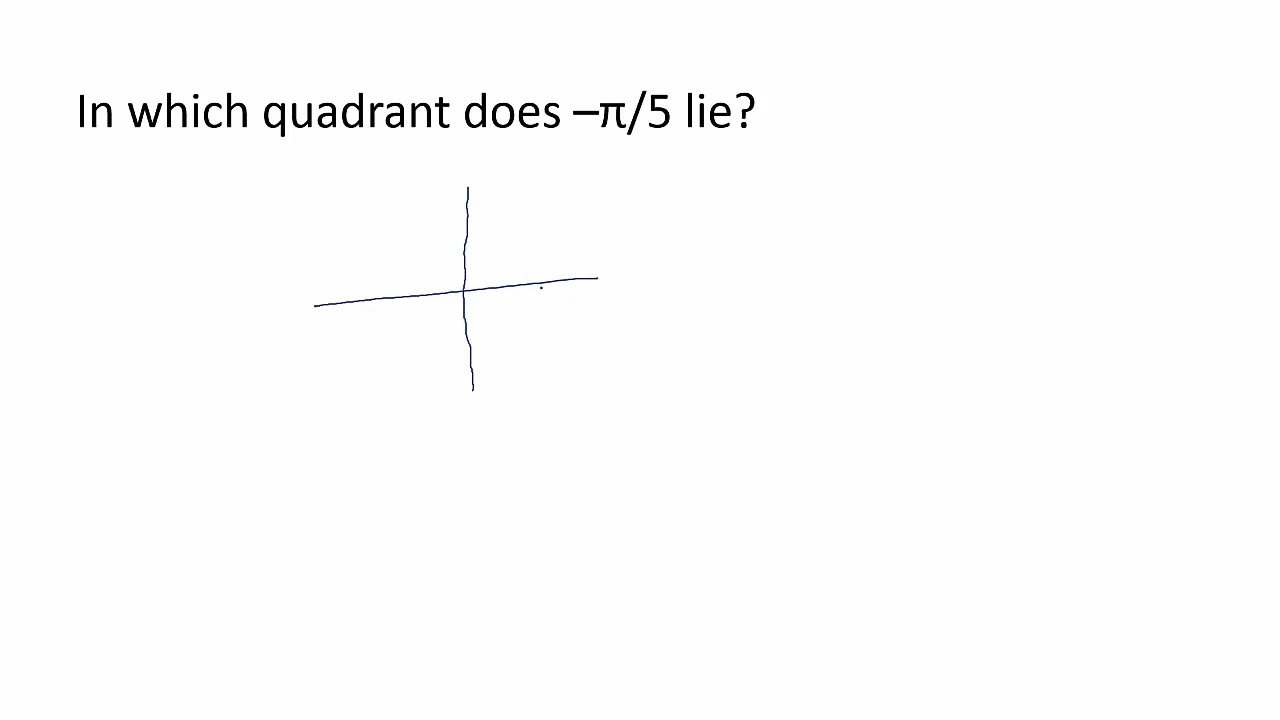 In which quadrant does –π/5 lie?